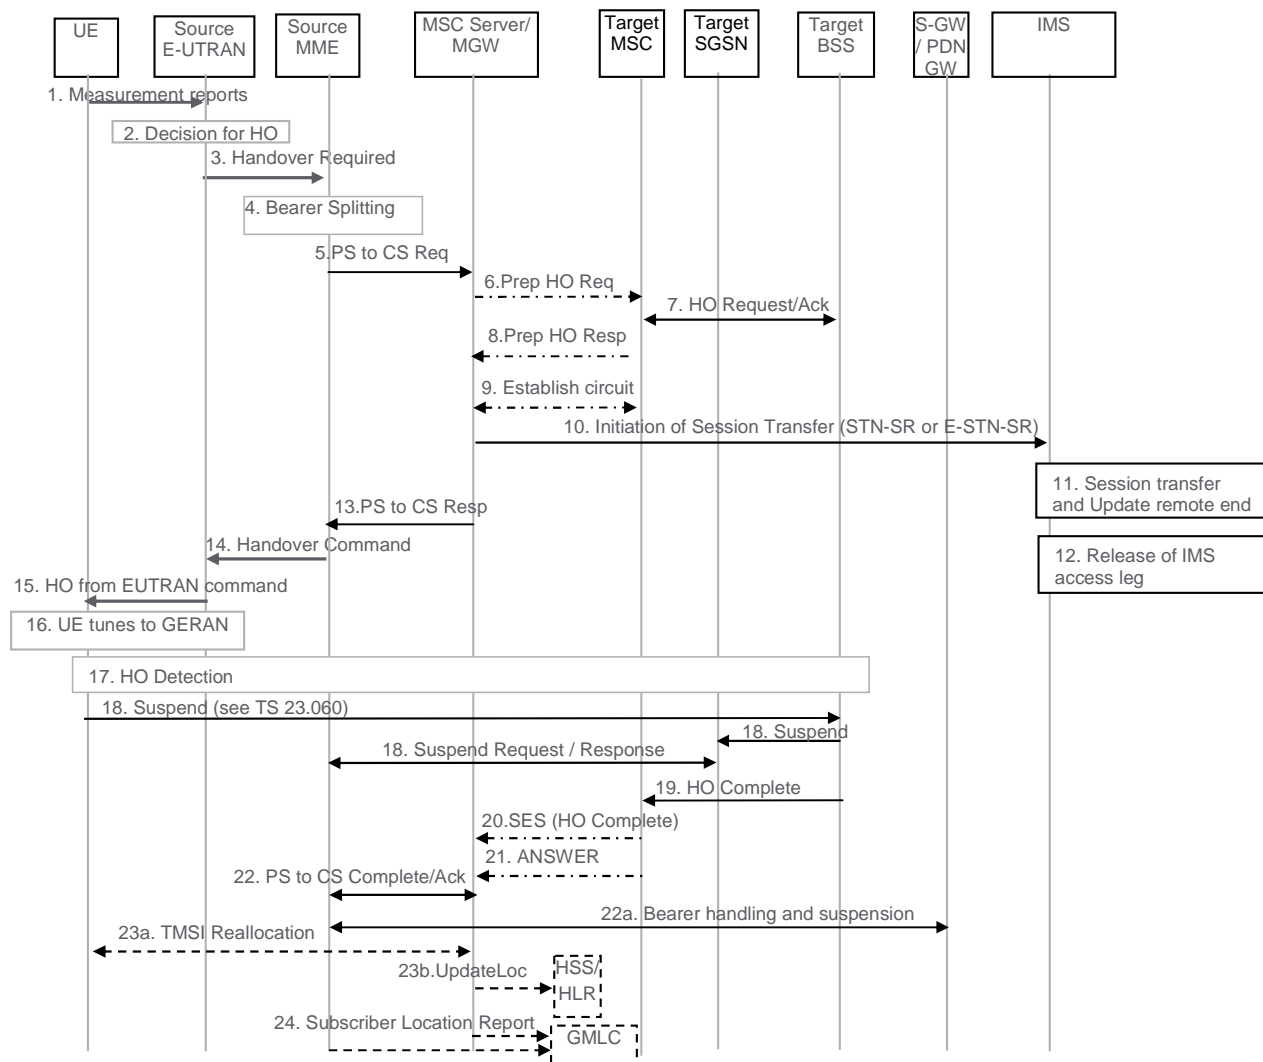 UE
Source
E-UTRAN
Source
MME
MSC Server/
MGW
Target
MSC
Target
SGSN
Target
BSS
S-GW
/ PDN
GW
IMS
1. Measurement reports
2. Decision for HO
3. Handover Required
4. Bearer Splitting
5.PS to CS Req
6.Prep HO Req
7. HO Request/Ack
8.Prep HO Resp
9. Establish circuit
10. Initiation of Session Transfer (STN-SR or E-STN-SR)
11. Session transfer
and Update remote end
13.PS to CS Resp
14. Handover Command
12. Release of IMS
access leg
15. HO from EUTRAN command
16. UE tunes to GERAN
17. HO Detection
18. Suspend (see TS 23.060)
18. Suspend
18. Suspend Request / Response
19. HO Complete
20.SES (HO Complete)
21. ANSWER
22. PS to CS Complete/Ack
22a. Bearer handling and suspension
23a. TMSI Reallocation
23b.UpdateLoc
HSS/
HLR
24. Subscriber Location Report
GMLC